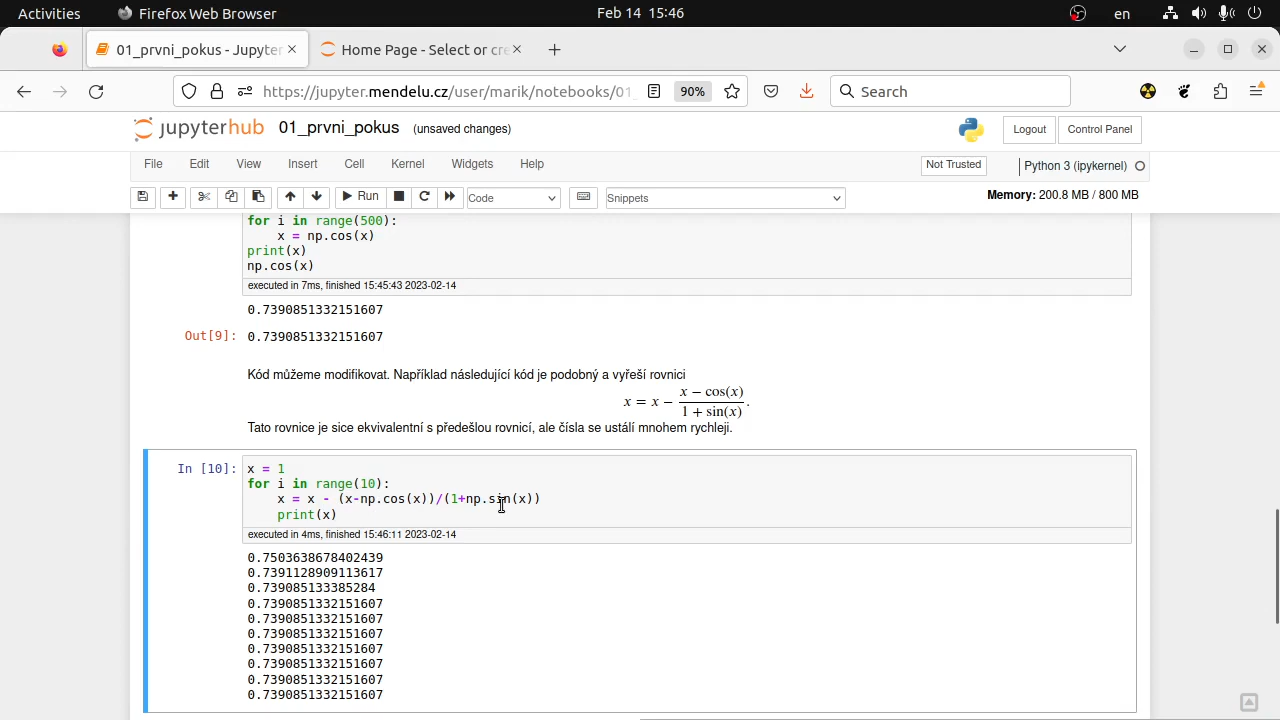 Activities Firefox Web Browser Feb 14 15:46 en
01_prvni_pokus - Jupyter Home Page - Select or cre
https://jupyter.mendelu.cz/user/marik/notebooks/01_ 90% Search
jupyterhub 01_prvni_pokus (unsaved changes) Logout Control Panel
File Edit View Insert Cell Kernel Widgets Help Not Trusted Python 3 (ipykernel)
Run Code Snippets Memory: 200.8 MB / 800 MB
for i in range(500):
    x = np.cos(x)
print(x)
np.cos(x)
executed in 7ms, finished 15:45:43 2023-02-14
0.7390851332151607
Out[9]: 0.7390851332151607
Kód můžeme modifikovat. Například následující kód je podobný a vyřeší rovnici
x = x − (x − cos(x)) / (1 + sin(x)).
Tato rovnice je sice ekvivalentní s předešlou rovnicí, ale čísla se ustálí mnohem rychleji.
In [10]: x = 1
for i in range(10):
    x = x - (x-np.cos(x))/(1+np.sin(x))
    print(x)
executed in 4ms, finished 15:46:11 2023-02-14
0.7503638678402439
0.7391128909113617
0.739085133385284
0.7390851332151607
0.7390851332151607
0.7390851332151607
0.7390851332151607
0.7390851332151607
0.7390851332151607
0.7390851332151607